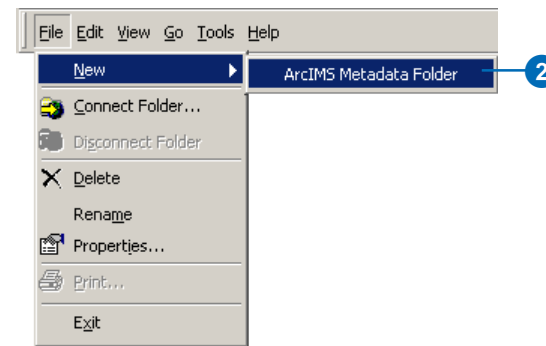 File Edit View Go Tools Help
New
ArcIMS Metadata Folder
2
Connect Folder...
Disconnect Folder
Delete
Rename
Properties...
Print...
Exit